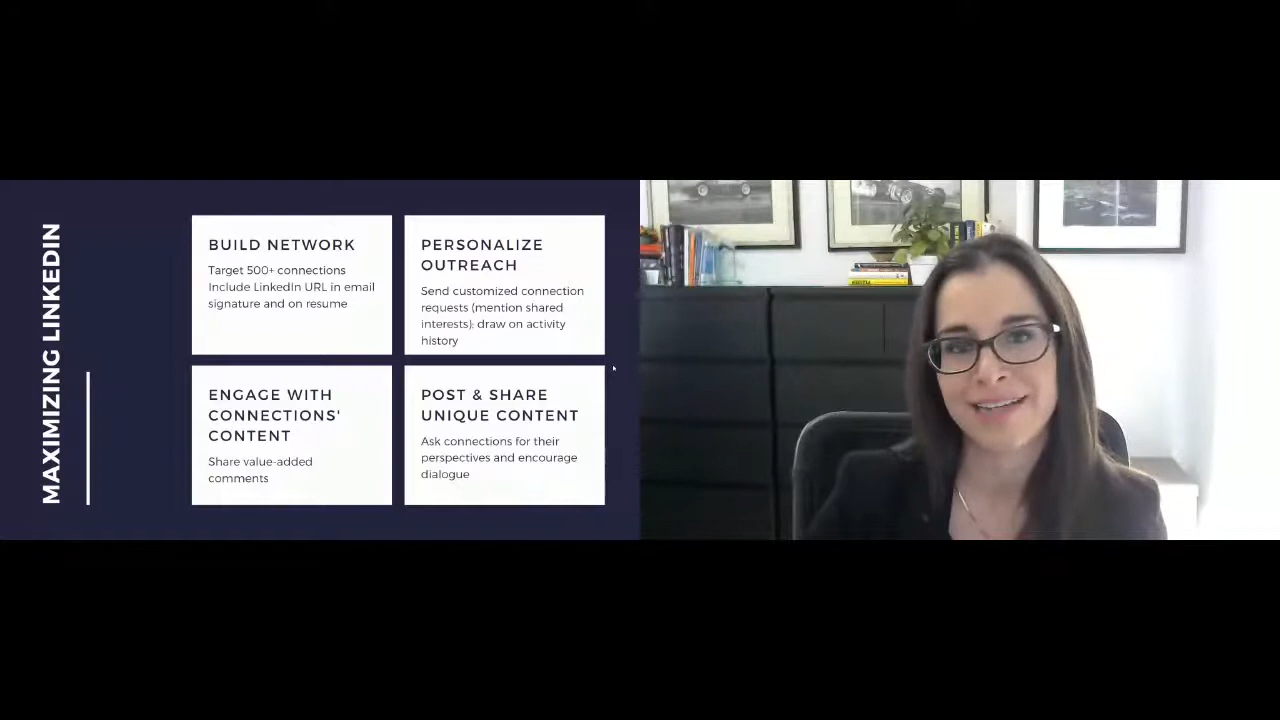 MAXIMIZING LINKEDIN
BUILD NETWORK
Target 500+ connections
Include LinkedIn URL in email
signature and on resume
PERSONALIZE
OUTREACH
Send customized connection
requests (mention shared
interests); draw on activity
history
ENGAGE WITH
CONNECTIONS'
CONTENT
Share value-added
comments
POST & SHARE
UNIQUE CONTENT
Ask connections for their
perspectives and encourage
dialogue